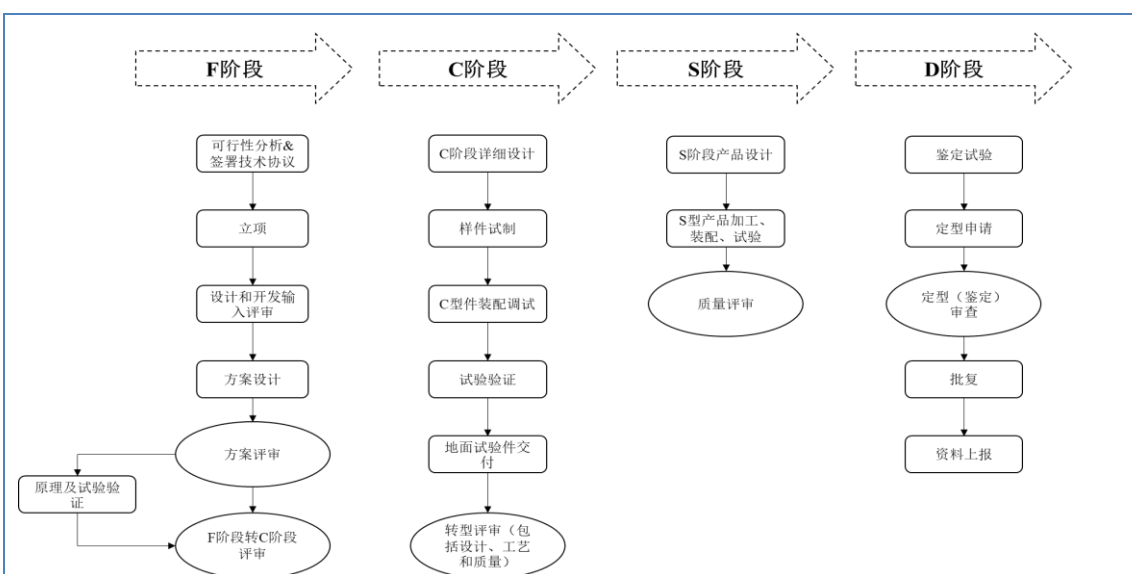 F阶段
C阶段
S阶段
D阶段
可行性分析&
签署技术协议
立项
设计和开发输
入评审
方案设计
方案评审
原理及试验验
证
F阶段转C阶段
评审
C阶段详细设计
样件试制
C型件装配调试
试验验证
地面试验件交
付
转型评审（包
括设计、工艺
和质量）
S阶段产品设计
S型产品加工、
装配、试验
质量评审
鉴定试验
定型申请
定型（鉴定）
审查
批复
资料上报